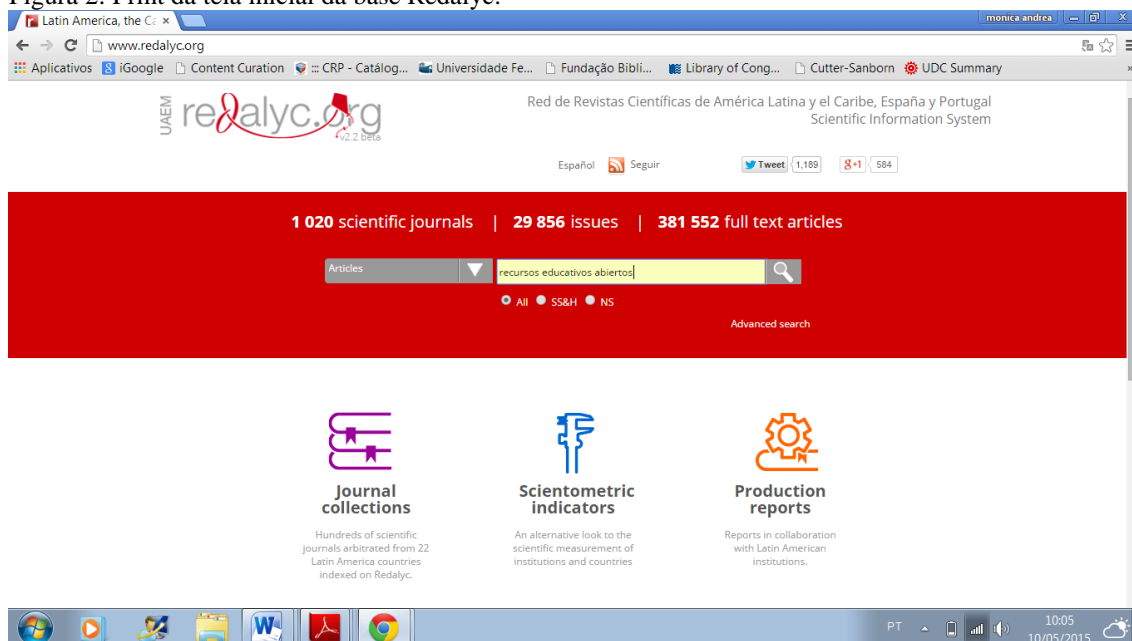 Figura 2: Print da tela inicial da base Redalyc.
Latin America, the Ca
monica andrea
www.redalyc.org
Aplicativos iGoogle Content Curation ::: CRP - Catálog... Universidade Fe... Fundação Bibli... Library of Cong... Cutter-Sanborn UDC Summary
UAEM redalyc.org
v2.2 beta
Red de Revistas Científicas de América Latina y el Caribe, España y Portugal
Scientific Information System
Español Seguir Tweet 1,189 g+1 584
1 020 scientific journals | 29 856 issues | 381 552 full text articles
Articles recursos educativos abiertos
All SS&H NS
Advanced search
Journal
collections
Hundreds of scientific
journals arbitrated from 22
Latin America countries
indexed on Redalyc.
Scientometric
indicators
An alternative look to the
scientific measurement of
institutions and countries
Production
reports
Reports in collaboration
with Latin American
institutions.
PT
10:05
10/05/2015